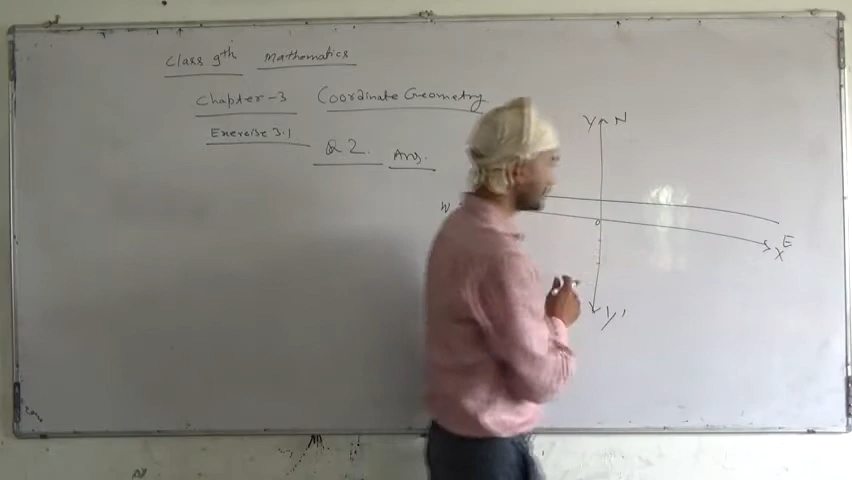 Class 9th Mathematics
Chapter-3 Coordinate Geometry
Exercise 3.1
Q 2. Ans.
Y N
W
O
E
X
Y'